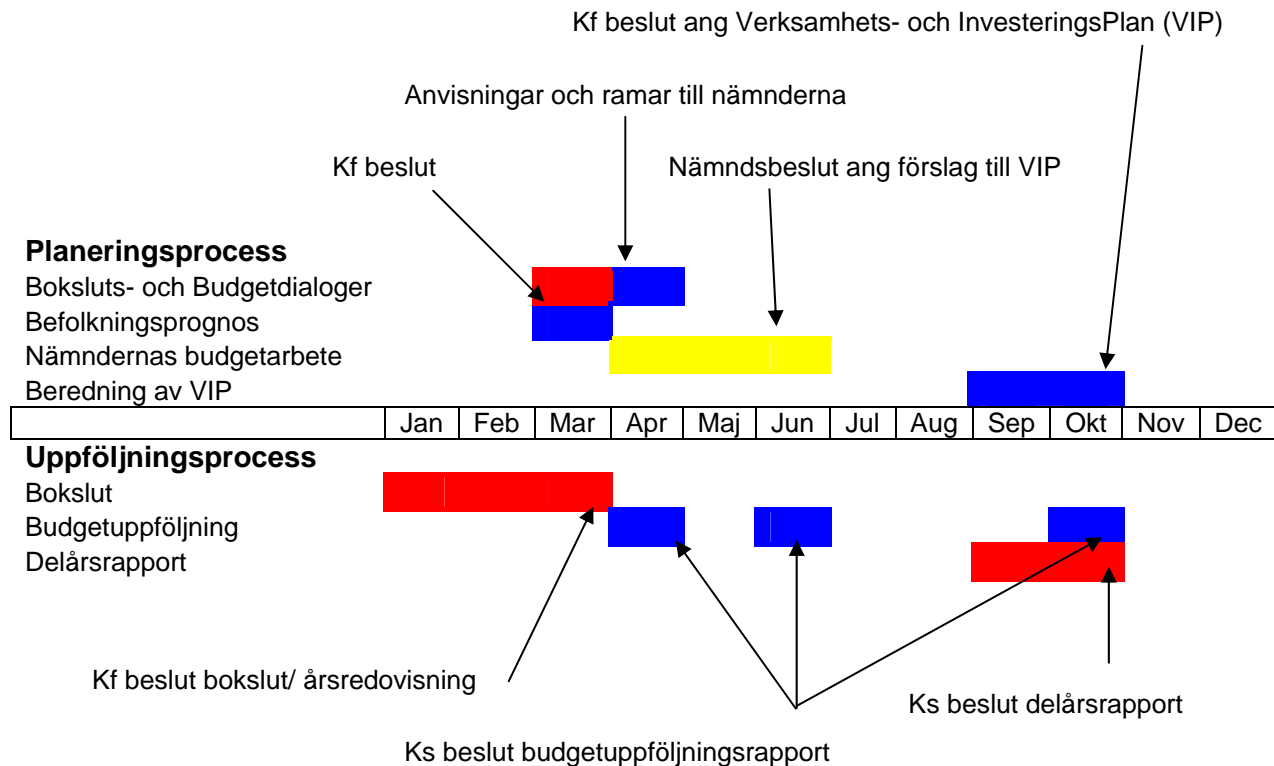 Kf beslut ang Verksamhets- och InvesteringsPlan (VIP)
Anvisningar och ramar till nämnderna
Kf beslut
Nämndsbeslut ang förslag till VIP
Planeringsprocess
Boksluts- och Budgetdialoger
Befolkningsprognos
Nämndernas budgetarbete
Beredning av VIP
Jan Feb Mar Apr Maj Jun Jul Aug Sep Okt Nov Dec
Uppföljningsprocess
Bokslut
Budgetuppföljning
Delårsrapport
Kf beslut bokslut/ årsredovisning
Ks beslut delårsrapport
Ks beslut budgetuppföljningsrapport